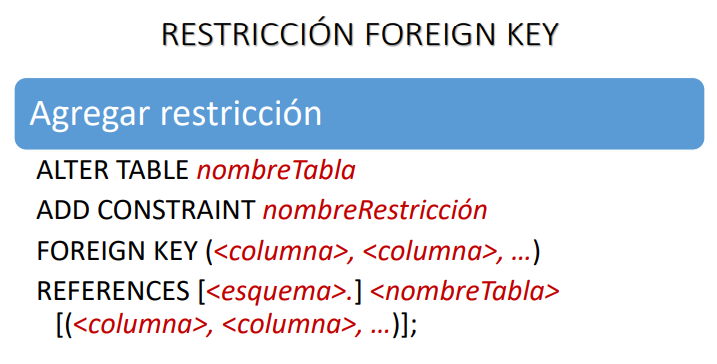 RESTRICCIÓN FOREIGN KEY
Agregar restricción
ALTER TABLE nombreTabla
ADD CONSTRAINT nombreRestricción
FOREIGN KEY (<columna>, <columna>, …)
REFERENCES [<esquema>.] <nombreTabla>
[(<columna>, <columna>, …)];